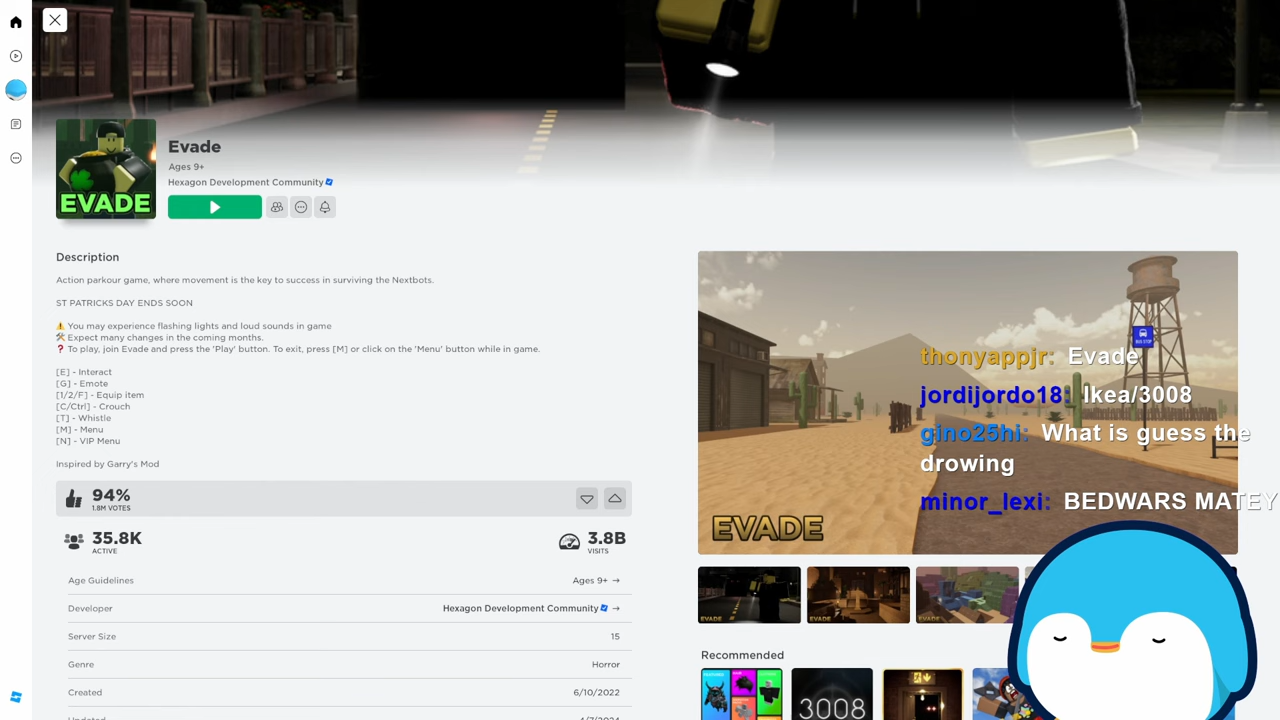 Evade
Ages 9+
Hexagon Development Community
EVADE
Description
Action parkour game, where movement is the key to success in surviving the Nextbots.
ST PATRICKS DAY ENDS SOON
⚠️ You may experience flashing lights and loud sounds in game
🛠️ Expect many changes in the coming months.
❓ To play, join Evade and press the 'Play' button. To exit, press [M] or click on the 'Menu' button while in game.
[E] - Interact
[G] - Emote
[1/2/F] - Equip item
[C/Ctrl] - Crouch
[T] - Whistle
[M] - Menu
[N] - VIP Menu
Inspired by Garry's Mod
94%
1.8M VOTES
35.8K
ACTIVE
3.8B
VISITS
Age Guidelines Ages 9+ →
Developer Hexagon Development Community →
Server Size 15
Genre Horror
Created 6/10/2022
BUS STOP
thonyappjr: Evade
jordijordo18: Ikea/3008
gino25hi: What is guess the
drowing
minor_lexi: BEDWARS MATEY
EVADE
EVADE
EVADE
EVADE
Recommended
3008